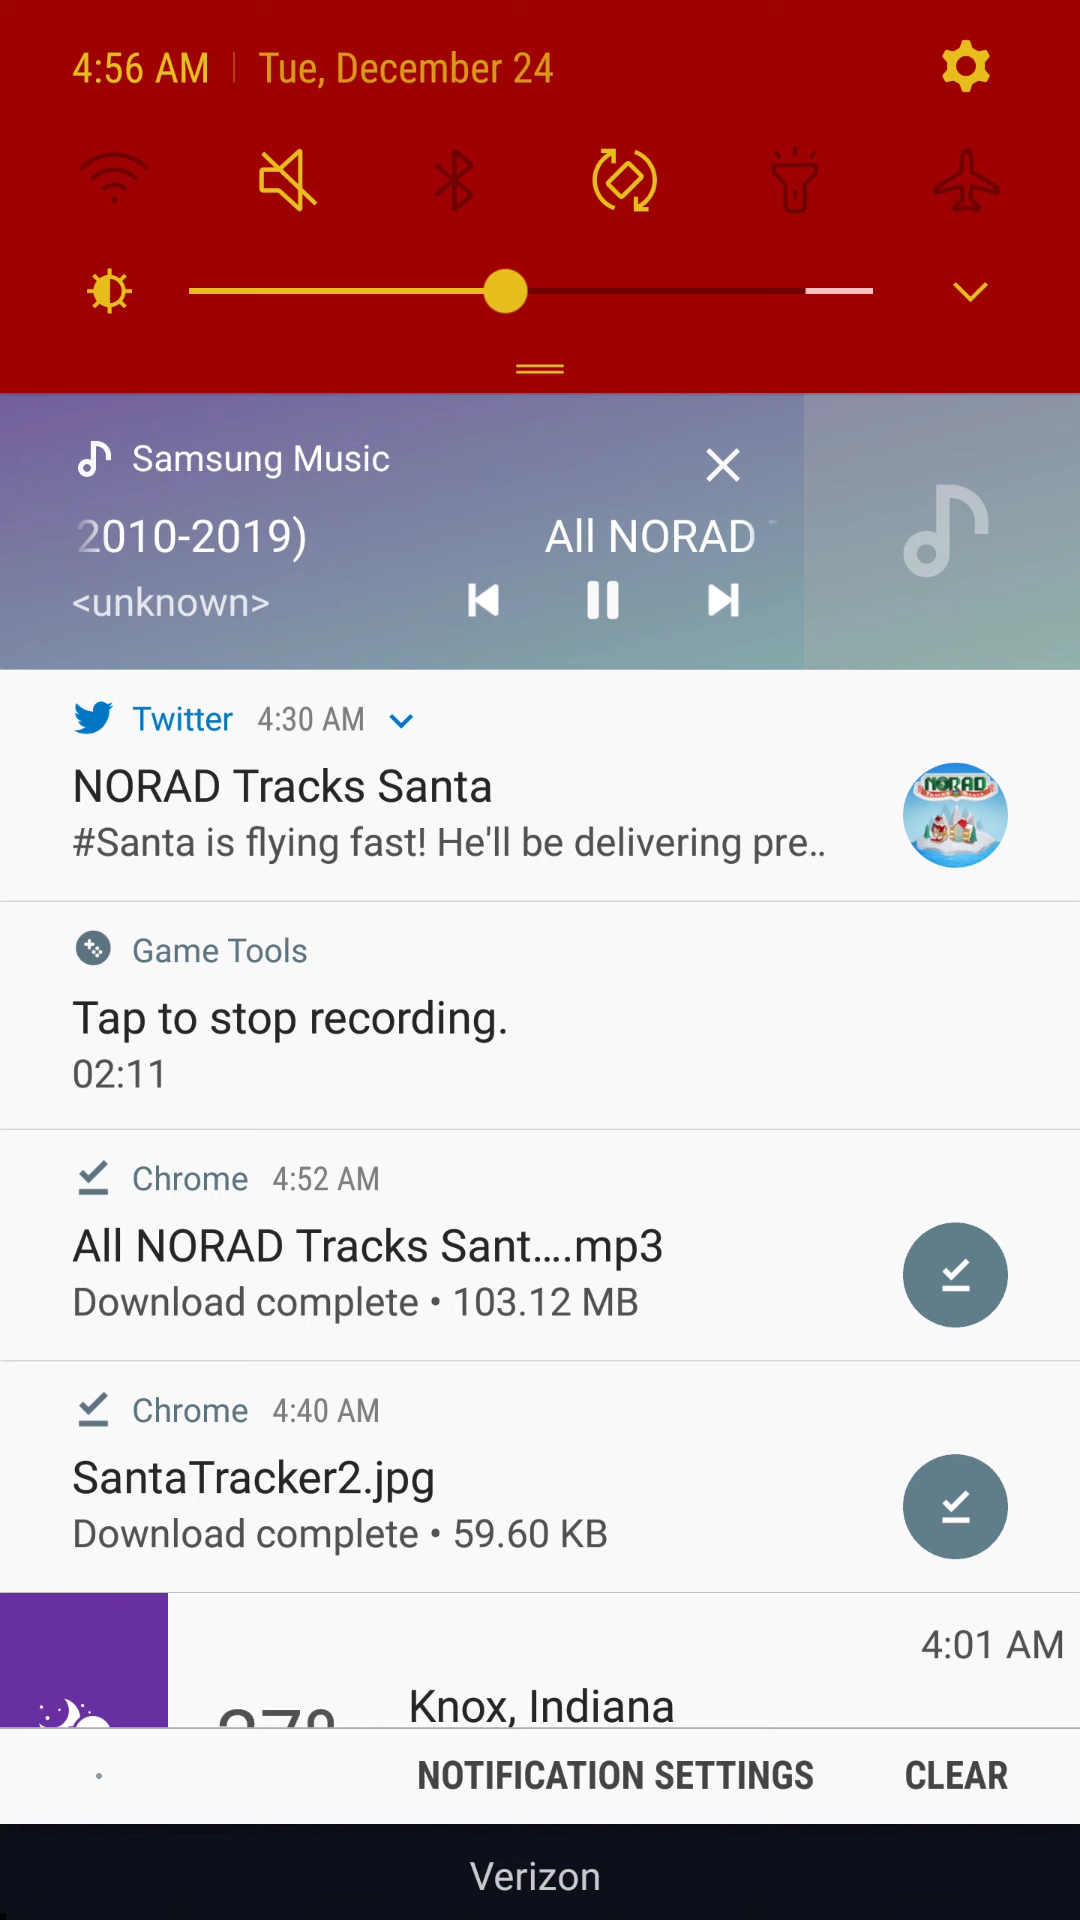 4:56 AM Tue, December 24
Samsung Music
2010-2019) All NORAD
<unknown>
Twitter 4:30 AM
NORAD Tracks Santa
#Santa is flying fast! He'll be delivering pre..
NORAD
Game Tools
Tap to stop recording.
02:11
Chrome 4:52 AM
All NORAD Tracks Sant....mp3
Download complete • 103.12 MB
Chrome 4:40 AM
SantaTracker2.jpg
Download complete • 59.60 KB
4:01 AM
Knox, Indiana
NOTIFICATION SETTINGS CLEAR
Verizon